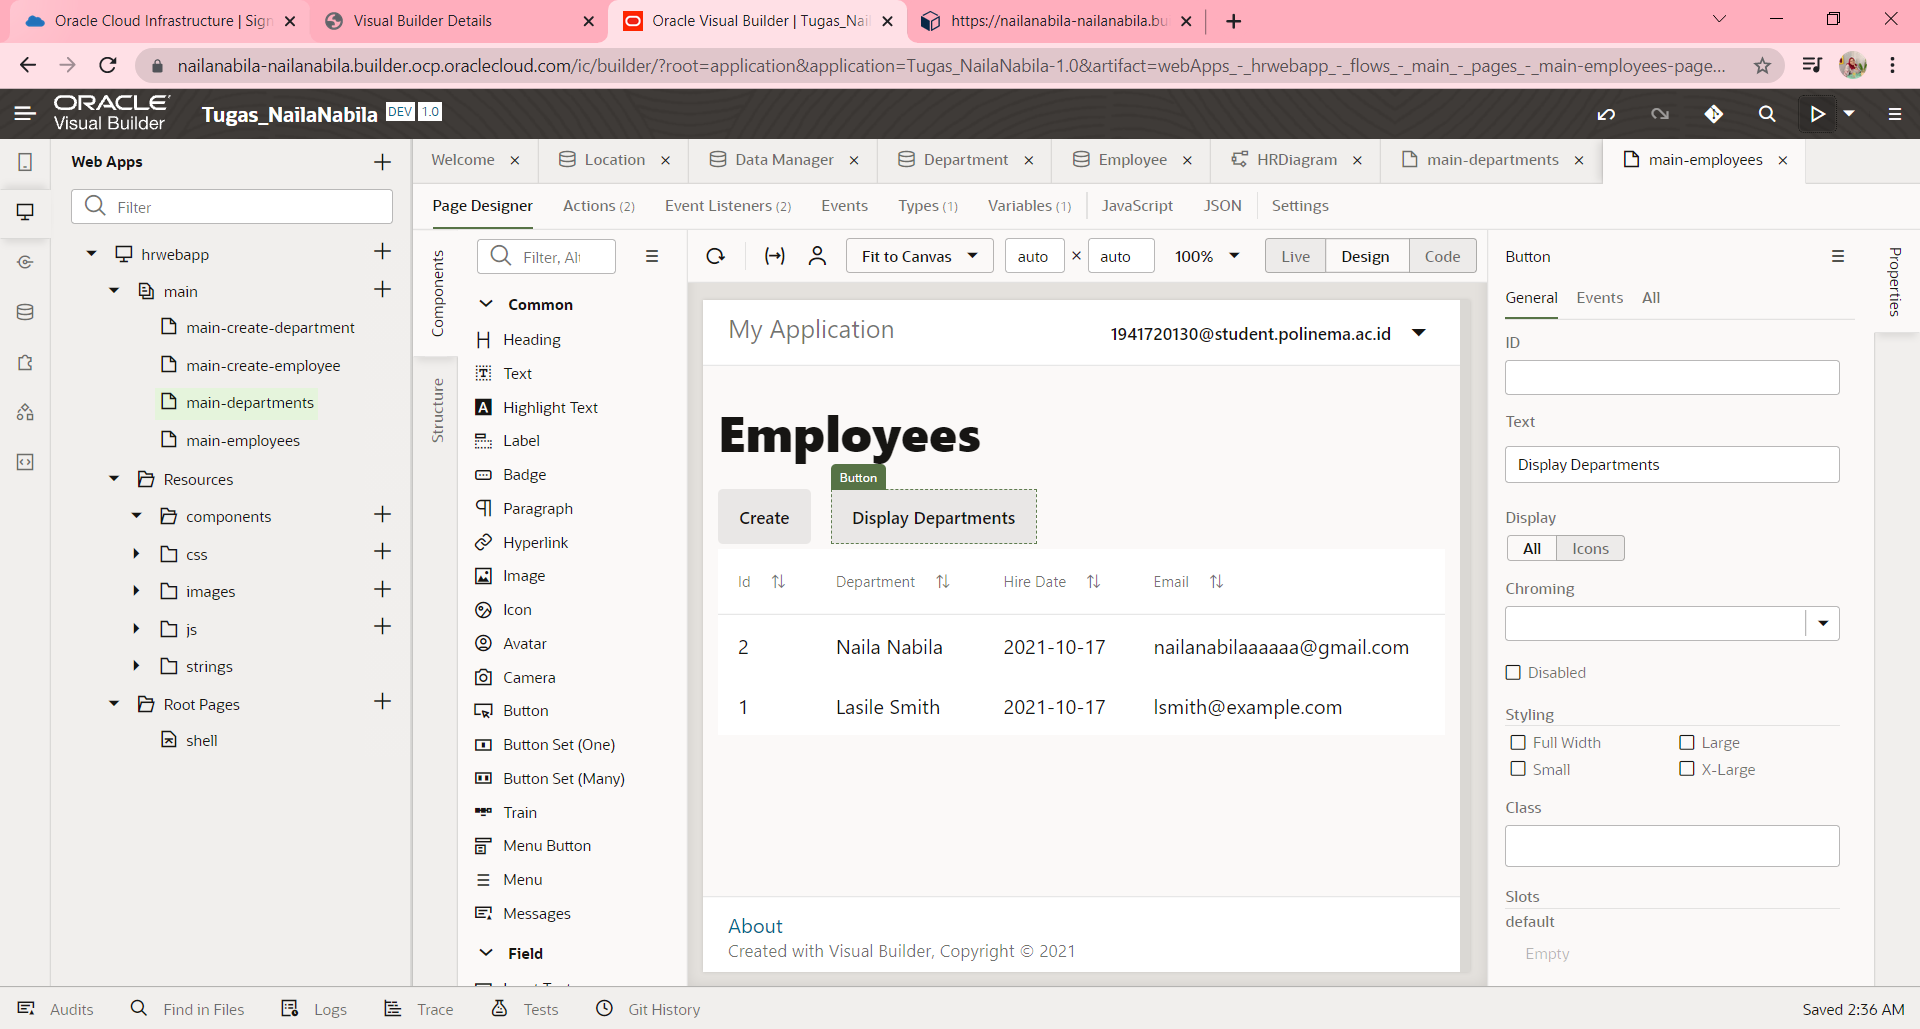 Oracle Cloud Infrastructure | Sign
Visual Builder Details
Oracle Visual Builder | Tugas_Nail
https://nailanabila-nailanabila.bu
nailanabila-nailanabila.builder.ocp.oraclecloud.com/ic/builder/?root=application&application=Tugas_NailaNabila-1.0&artifact=webApps_-_hrwebapp_-_flows_-_main_-_pages_-_main-employees-page...
ORACLE
Visual Builder
Tugas_NailaNabila DEV 1.0
Web Apps
Welcome
Location
Data Manager
Department
Employee
HRDiagram
main-departments
main-employees
Filter
Page Designer
Actions (2)
Event Listeners (2)
Events
Types (1)
Variables (1)
JavaScript
JSON
Settings
hrwebapp
main
main-create-department
main-create-employee
main-departments
main-employees
Resources
components
css
images
js
strings
Root Pages
shell
Components
Structure
Filter, Al
Common
Heading
Text
Highlight Text
Label
Badge
Paragraph
Hyperlink
Image
Icon
Avatar
Camera
Button
Button Set (One)
Button Set (Many)
Train
Menu Button
Menu
Messages
Field
Fit to Canvas
auto × auto
100%
Live
Design
Code
My Application
1941720130@student.polinema.ac.id
Employees
Button
Create
Display Departments
Id Department Hire Date Email
2 Naila Nabila 2021-10-17 nailanabilaaaaaa@gmail.com
1 Lasile Smith 2021-10-17 lsmith@example.com
About
Created with Visual Builder, Copyright © 2021
Button
General
Events
All
ID
Text
Display Departments
Display
All
Icons
Chroming
Disabled
Styling
Full Width
Large
Small
X-Large
Class
Slots
default
Empty
Properties
Audits
Find in Files
Logs
Trace
Tests
Git History
Saved 2:36 AM